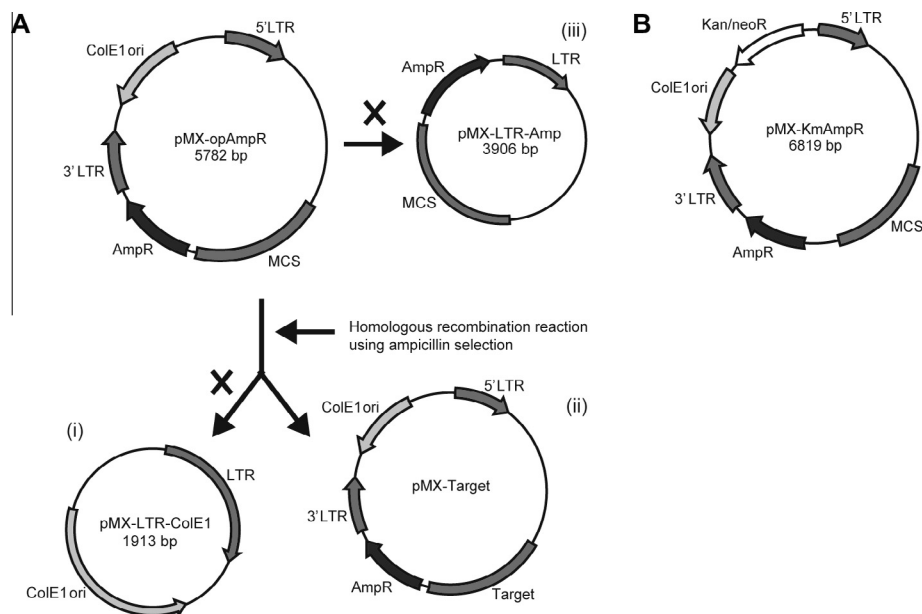 A
5'LTR
ColE1ori
pMX-opAmpR
5782 bp
3' LTR
AmpR
MCS
(iii)
AmpR
LTR
pMX-LTR-Amp
3906 bp
MCS
B
Kan/neoR
5'LTR
ColE1ori
pMX-KmAmpR
6819 bp
3' LTR
AmpR
MCS
Homologous recombination reaction
using ampicillin selection
(i)
LTR
pMX-LTR-ColE1
1913 bp
ColE1ori
(ii)
5'LTR
ColE1ori
pMX-Target
3'LTR
AmpR
Target